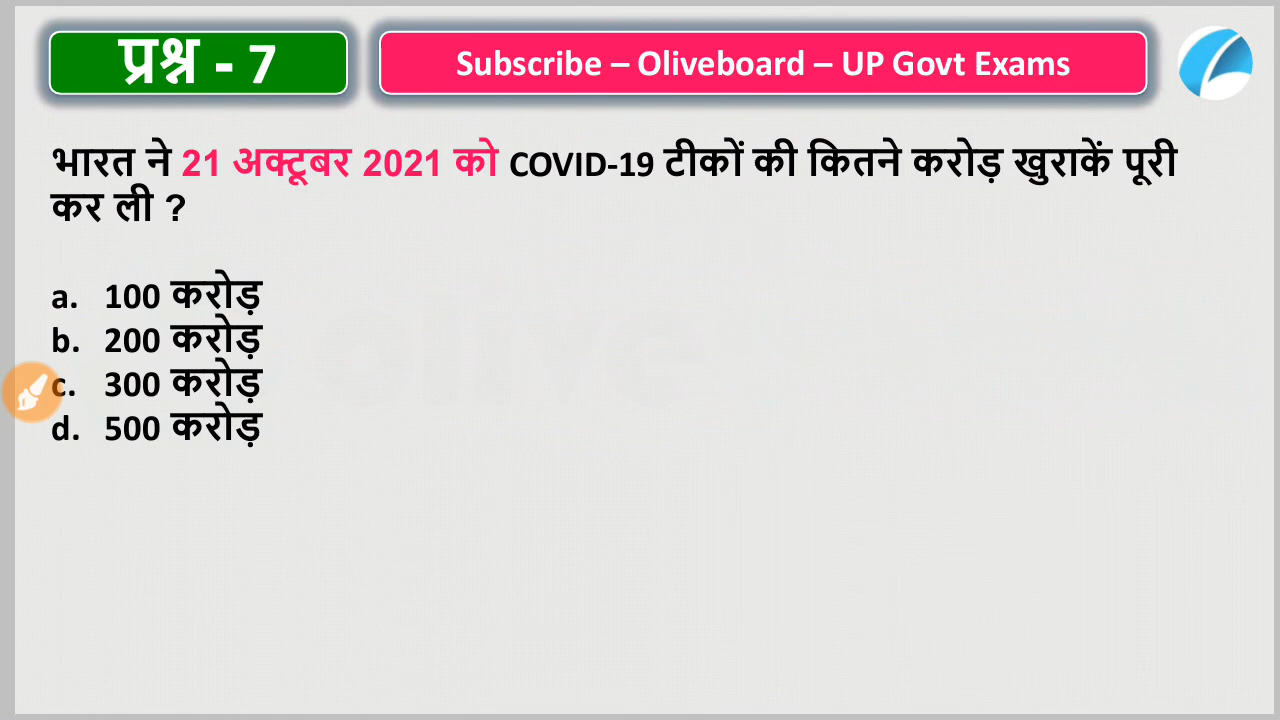 प्रश्न - 7
Subscribe – Oliveboard – UP Govt Exams
भारत ने 21 अक्टूबर 2021 को COVID-19 टीकों की कितने करोड़ खुराकें पूरी
कर ली ?
a. 100 करोड़
b. 200 करोड़
c. 300 करोड़
d. 500 करोड़